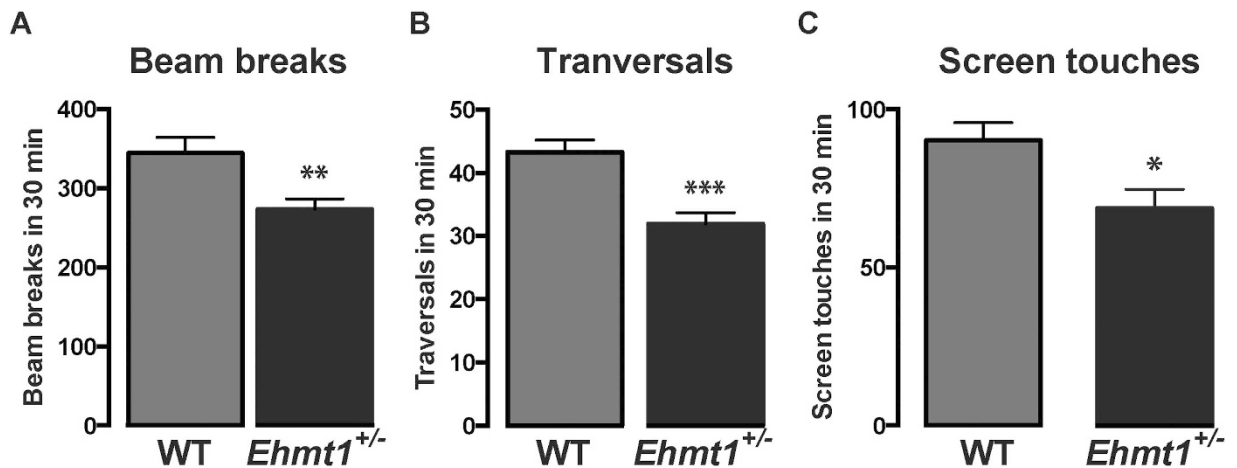 A
Beam breaks
Beam breaks in 30 min
400
300
200
100
0
**
WT
Ehmt1+/-
B
Tranversals
Traversals in 30 min
50
40
30
20
10
0
***
WT
Ehmt1+/-
C
Screen touches
Screen touches in 30 min
100
50
0
*
WT
Ehmt1+/-